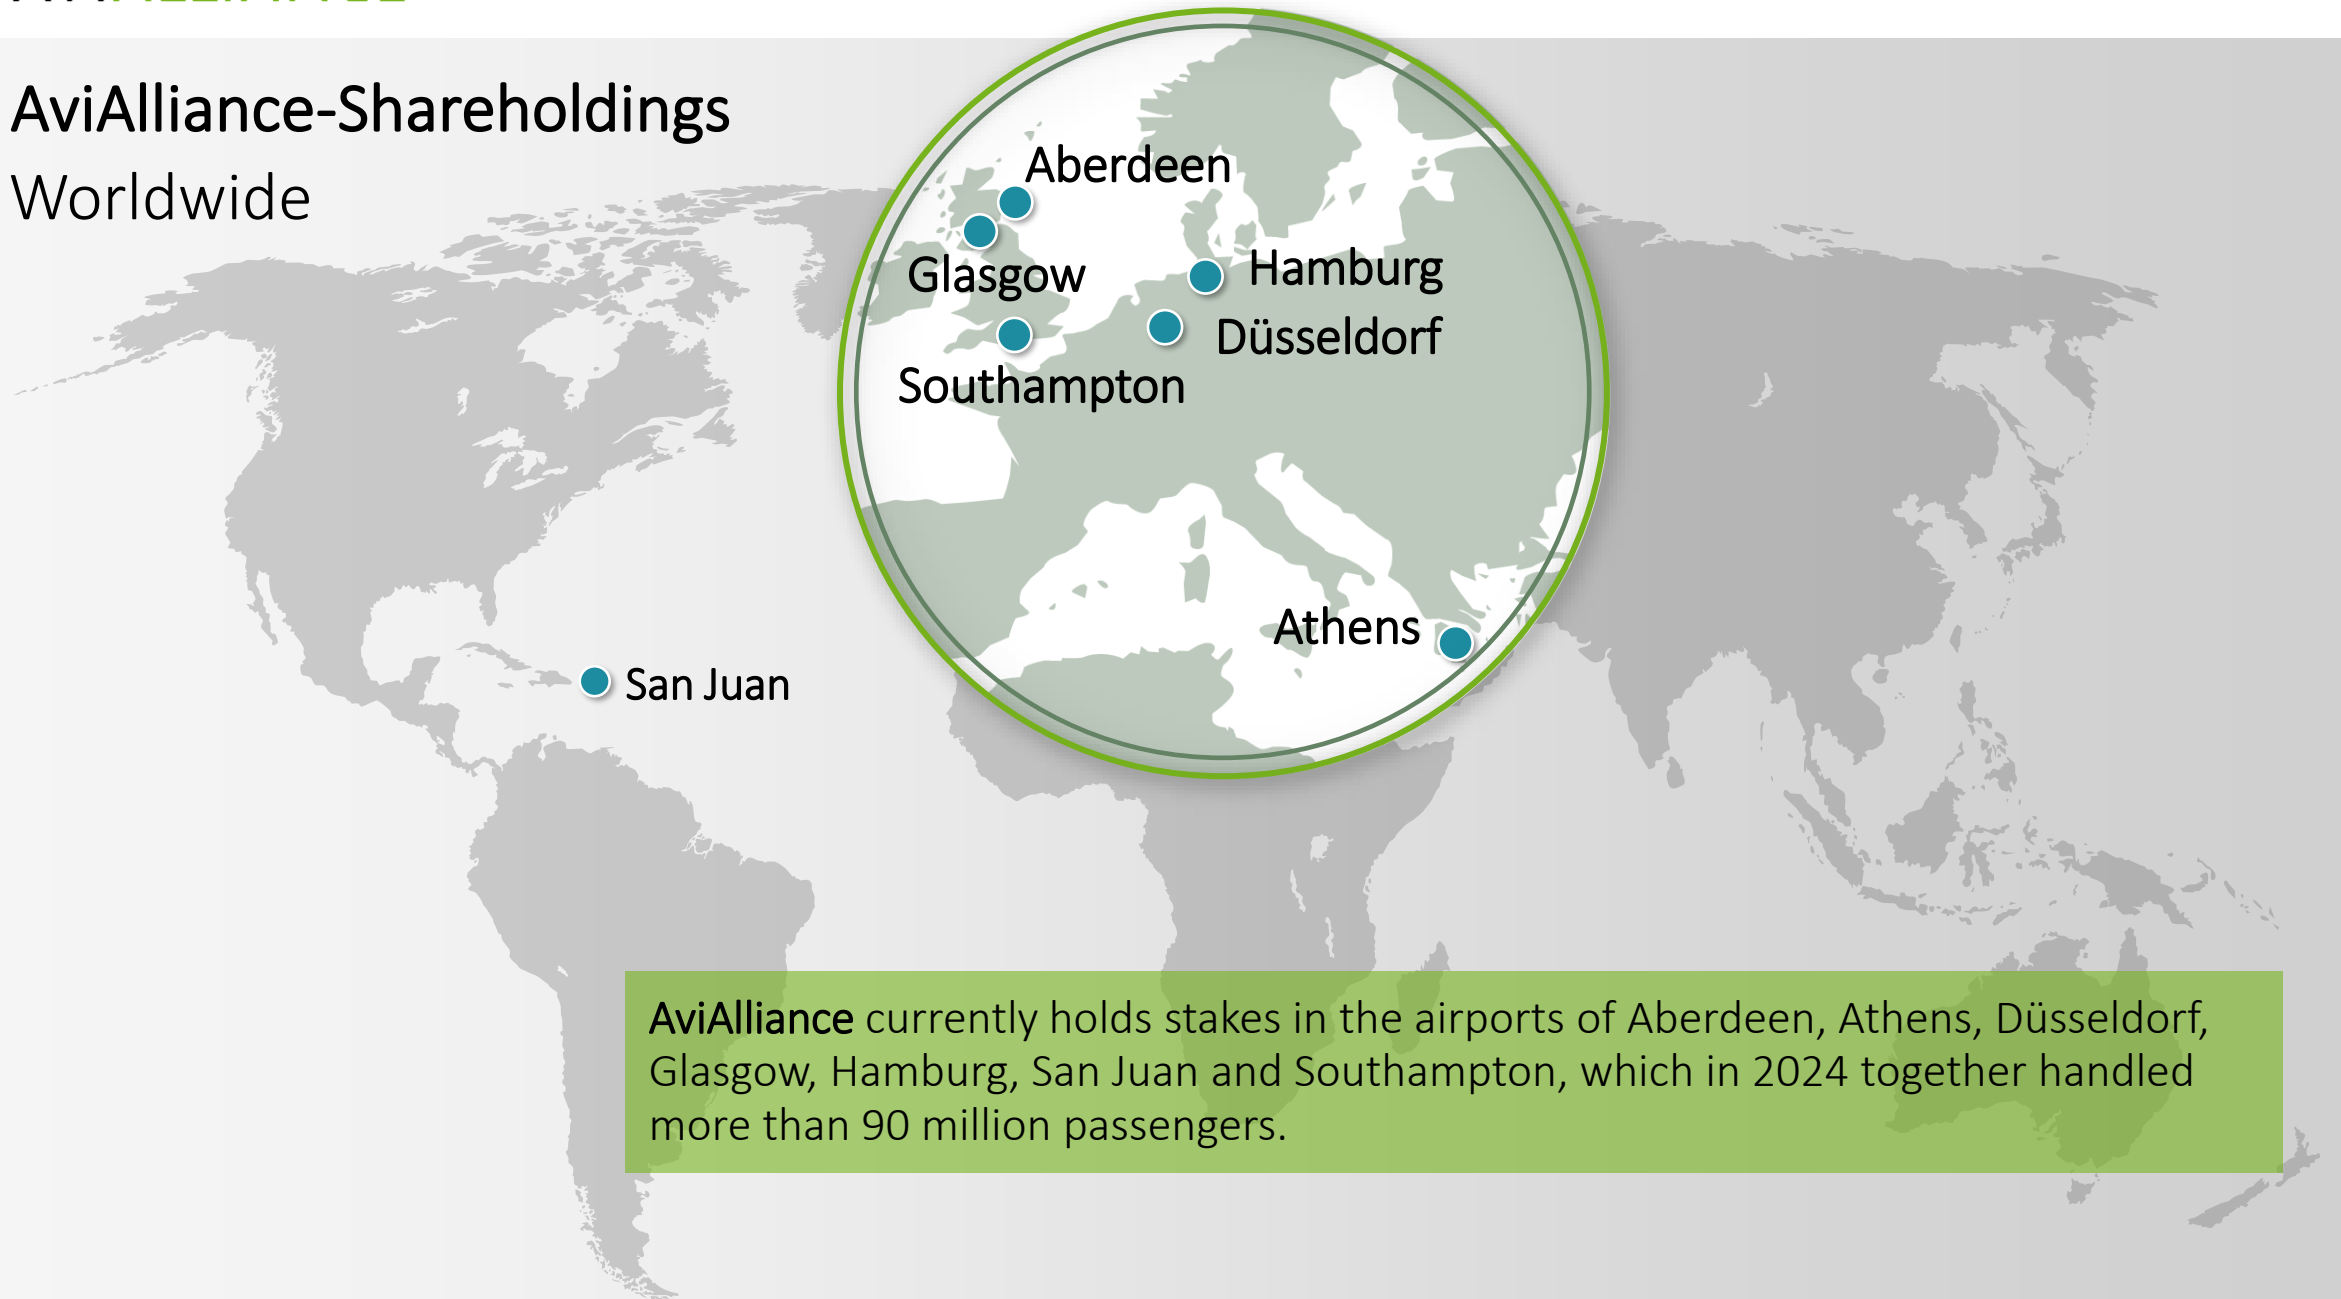 AviAlliance-Shareholdings
Worldwide
Aberdeen
Glasgow
Hamburg
Düsseldorf
Southampton
Athens
San Juan
AviAlliance currently holds stakes in the airports of Aberdeen, Athens, Düsseldorf,
Glasgow, Hamburg, San Juan and Southampton, which in 2024 together handled
more than 90 million passengers.